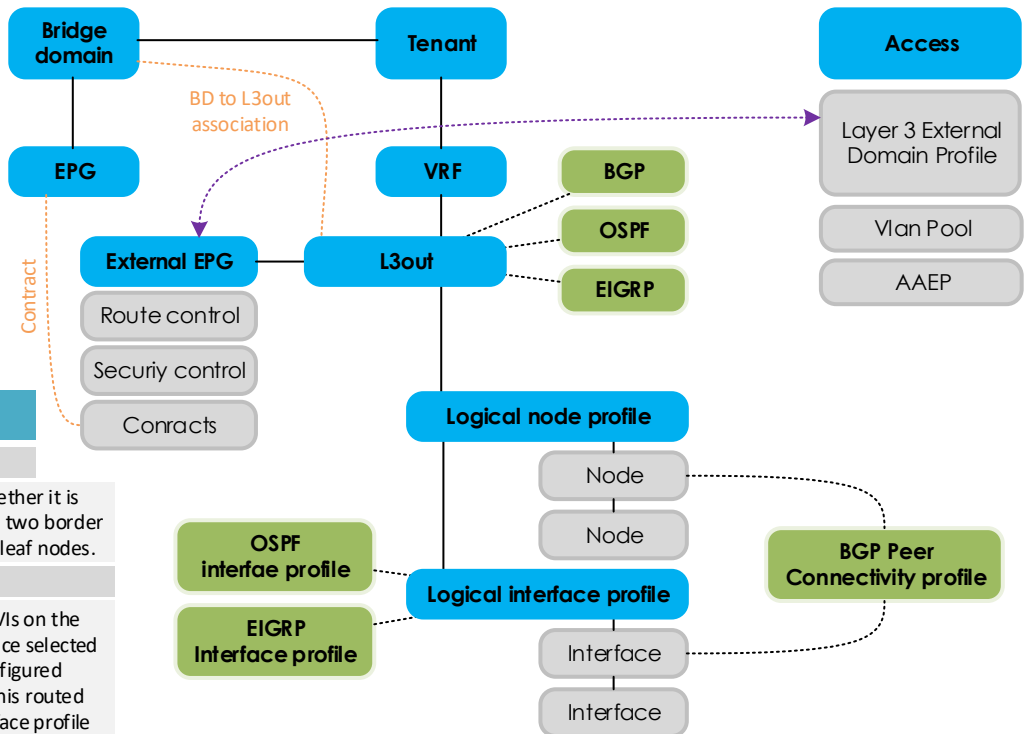 Bridge
domain
Tenant
Access
BD to L3out
association
Layer 3 External
Domain Profile
EPG
VRF
BGP
OSPF
EIGRP
Vlan Pool
AAEP
External EPG
L3out
Contract
Route control
Securiy control
Conracts
Logical node profile
Node
Node
ether it is
two border
leaf nodes.
OSPF
interfae profile
BGP Peer
Connectivity profile
Logical interface profile
EIGRP
Interface profile
Interface
Interface
VIs on the
ce selected
figured
his routed
ace profile